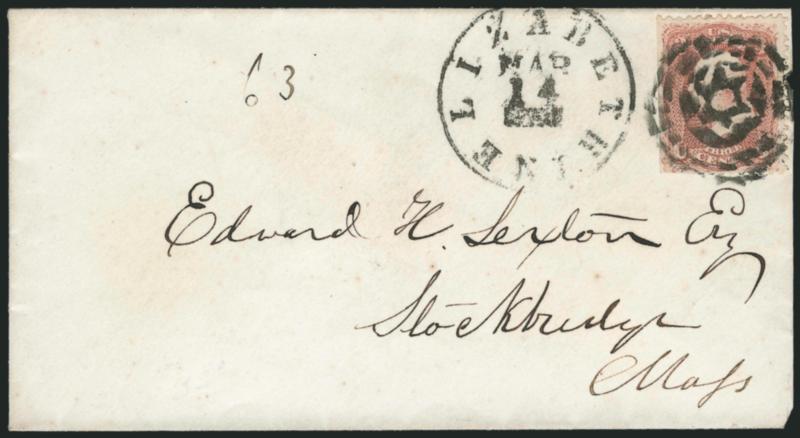 ELIZABETH N E
MAR
14
63
Edward H. Sexton Esq
Stockbridge
Mass